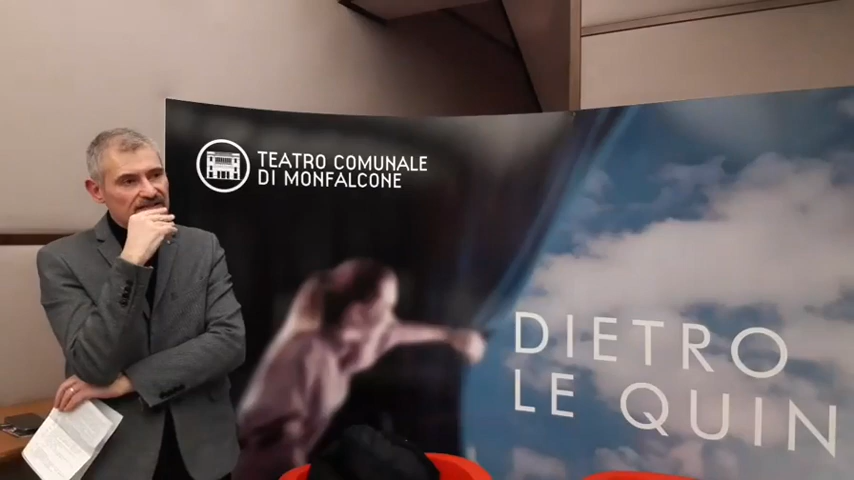 TEATRO COMUNALE
DI MONFALCONE
DIETRO
LE QUIN